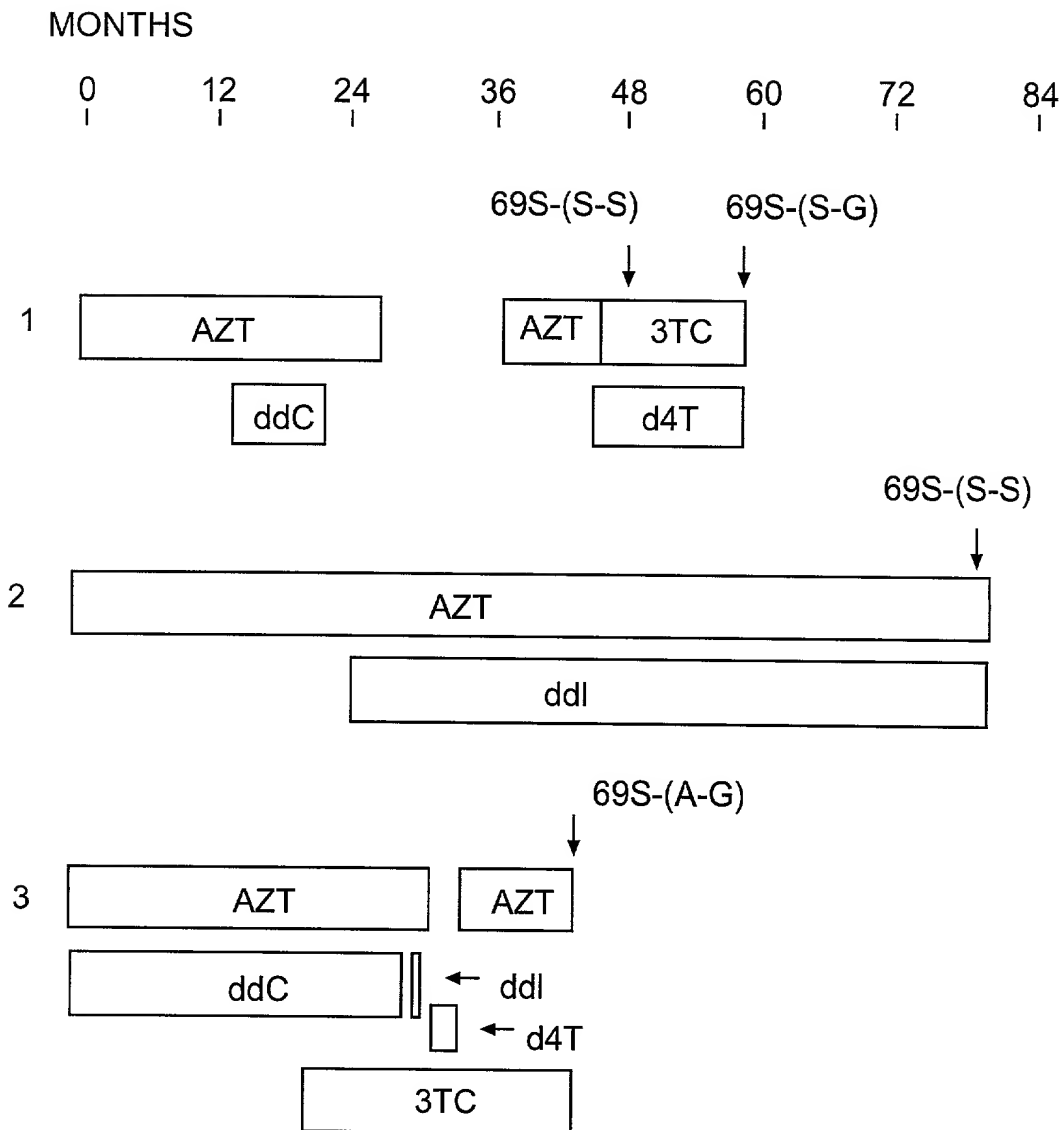 MONTHS
0 12 24 36 48 60 72 84
69S-(S-S) 69S-(S-G)
1 AZT AZT 3TC
ddC d4T
69S-(S-S)
2 AZT
ddI
69S-(A-G)
3 AZT AZT
ddC ddI
d4T
3TC